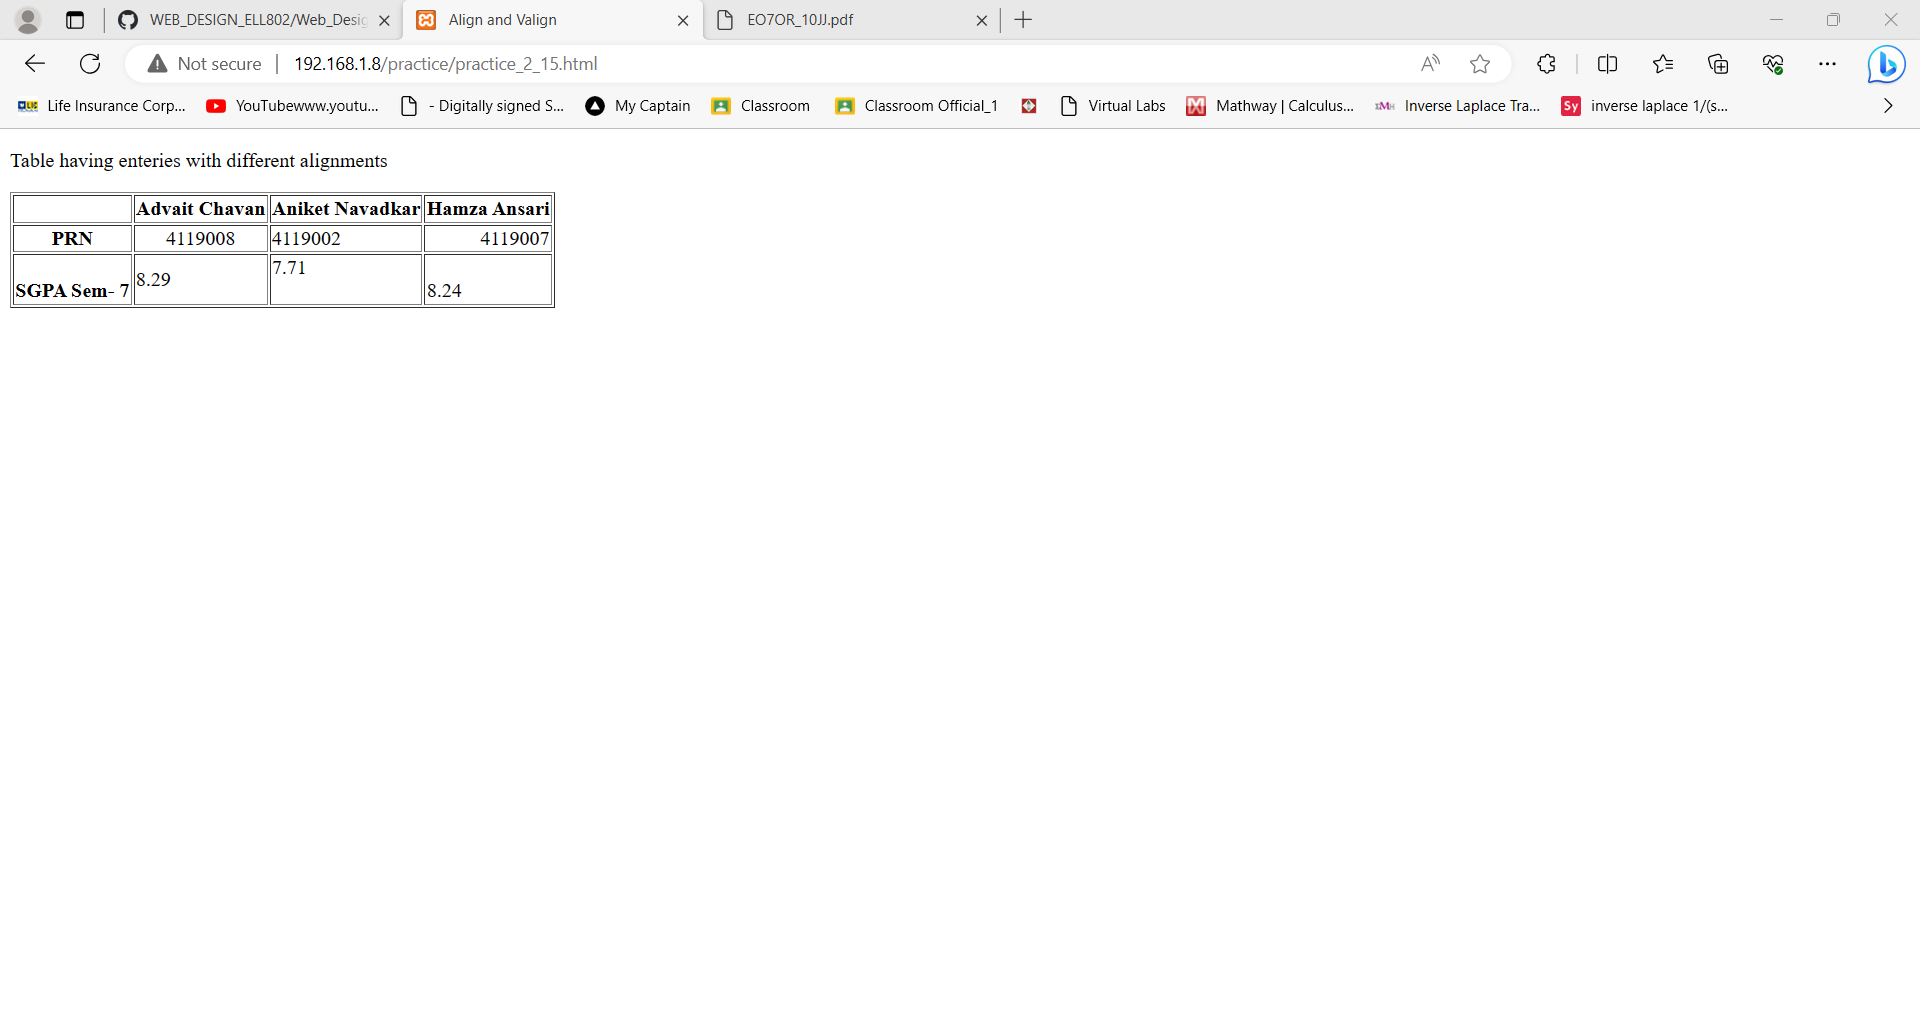 WEB_DESIGN_ELL802/Web_Desig
Align and Valign
EO7OR_10JJ.pdf
Not secure 192.168.1.8/practice/practice_2_15.html
Life Insurance Corp... YouTubewww.youtu... - Digitally signed S... My Captain Classroom Classroom Official_1 Virtual Labs Mathway | Calculus... Inverse Laplace Tra... Sy inverse laplace 1/(s...
Table having enteries with different alignments
Advait Chavan Aniket Navadkar Hamza Ansari
PRN 4119008 4119002 4119007
SGPA Sem- 7 8.29 7.71 8.24